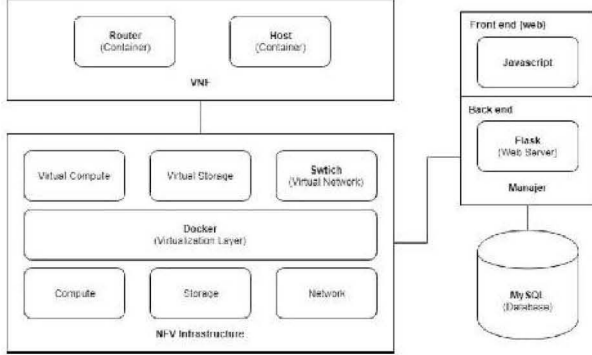 Router
(Container)
Host
(Container)
VNF
Virtual Compute
Virtual Storage
Swtich
(Virtual Network)
Docker
(Virtualization Layer)
Compute
Storage
Network
NFV Infrastructure
Front end (web)
Javascript
Back end
Flask
(Web Server)
Manajer
MySQL
(Database)